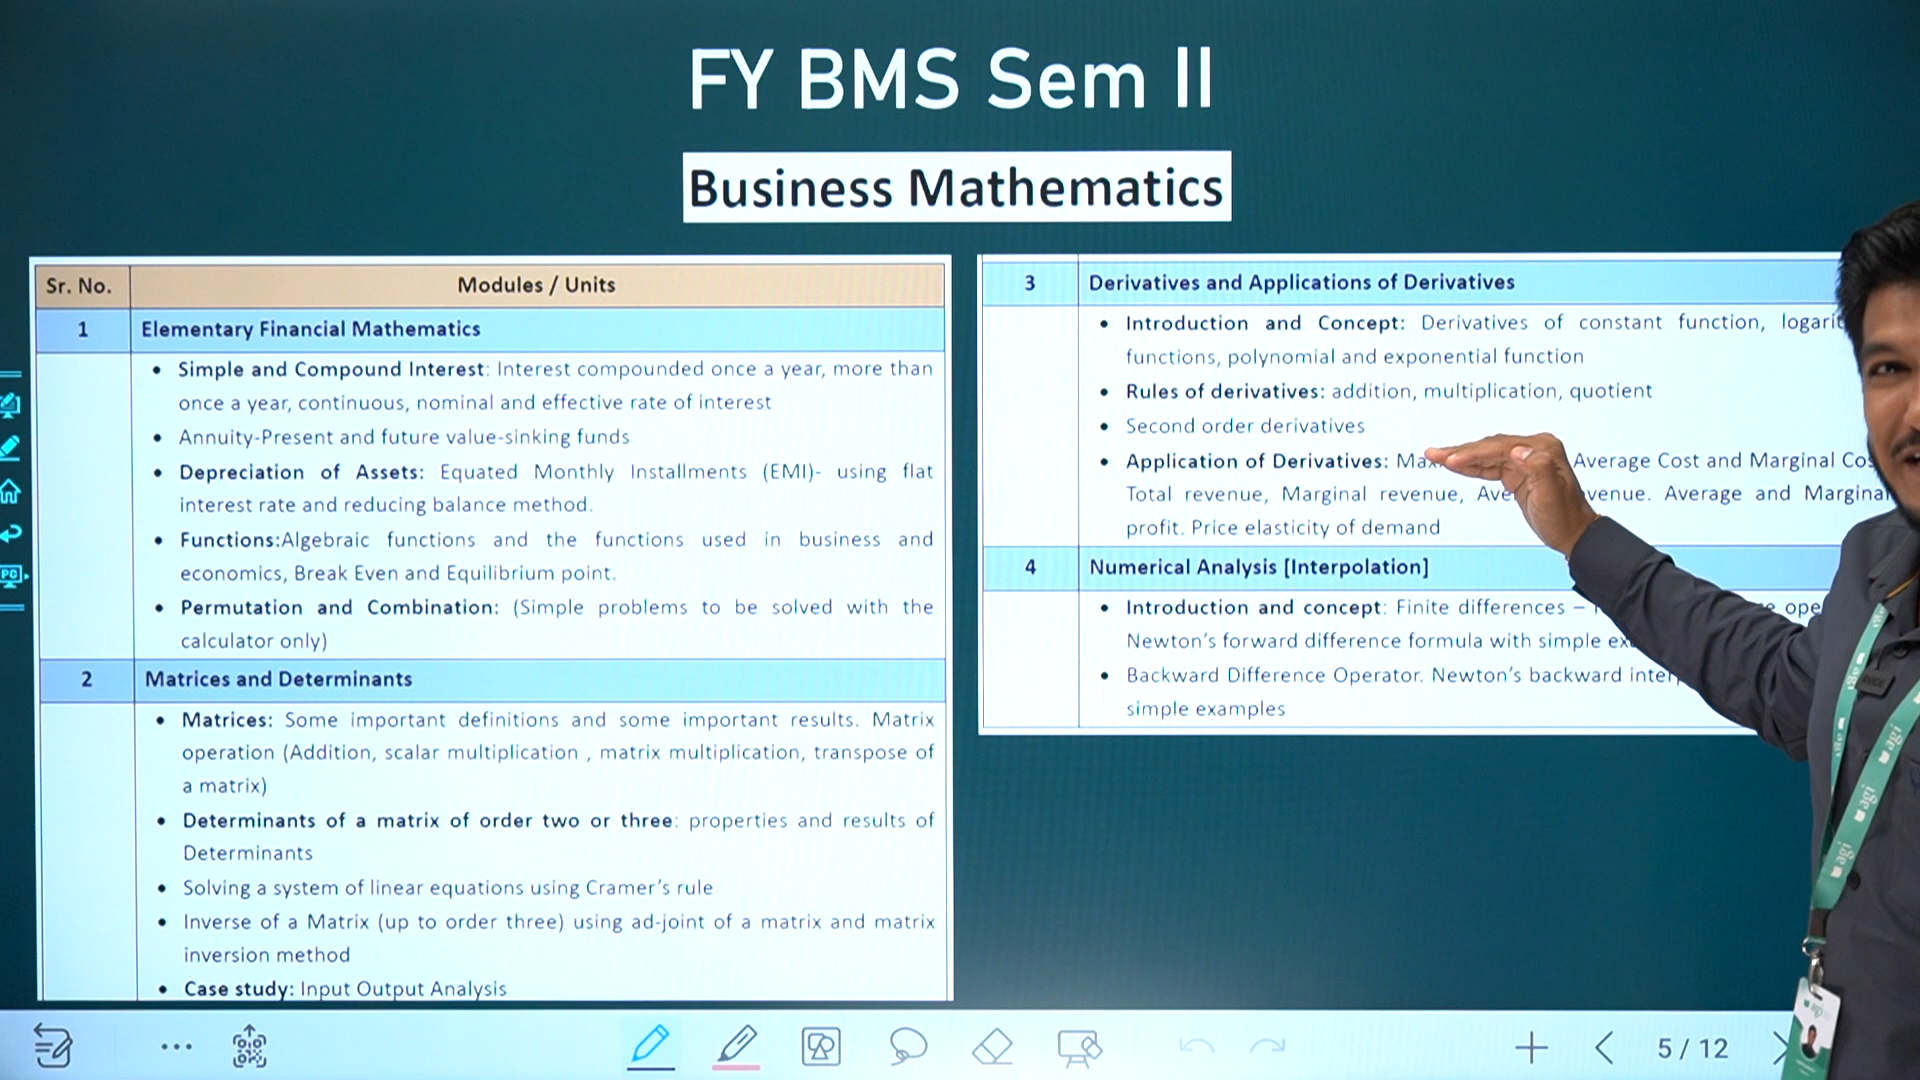 FY BMS Sem II
Business Mathematics
Sr. No. Modules / Units
1 Elementary Financial Mathematics
• Simple and Compound Interest: Interest compounded once a year, more than
once a year, continuous, nominal and effective rate of interest
• Annuity-Present and future value-sinking funds
• Depreciation of Assets: Equated Monthly Installments (EMI)- using flat
interest rate and reducing balance method.
• Functions:Algebraic functions and the functions used in business and
economics, Break Even and Equilibrium point.
• Permutation and Combination: (Simple problems to be solved with the
calculator only)
2 Matrices and Determinants
• Matrices: Some important definitions and some important results. Matrix
operation (Addition, scalar multiplication , matrix multiplication, transpose of
a matrix)
• Determinants of a matrix of order two or three: properties and results of
Determinants
• Solving a system of linear equations using Cramer's rule
• Inverse of a Matrix (up to order three) using ad-joint of a matrix and matrix
inversion method
• Case study: Input Output Analysis
3 Derivatives and Applications of Derivatives
• Introduction and Concept: Derivatives of constant function,
functions, polynomial and exponential function
• Rules of derivatives: addition, multiplication, quotient
• Second order derivatives
• Application of Derivatives: Average Cost and Marginal
Total revenue, Marginal revenue, Average and Marginal
profit. Price elasticity of demand
4 Numerical Analysis [Interpolation]
• Introduction and concept: Finite differences –
Newton's forward difference formula with simple
• Backward Difference Operator. Newton's backward
simple examples
PC
5 / 12
agi
agi
agi